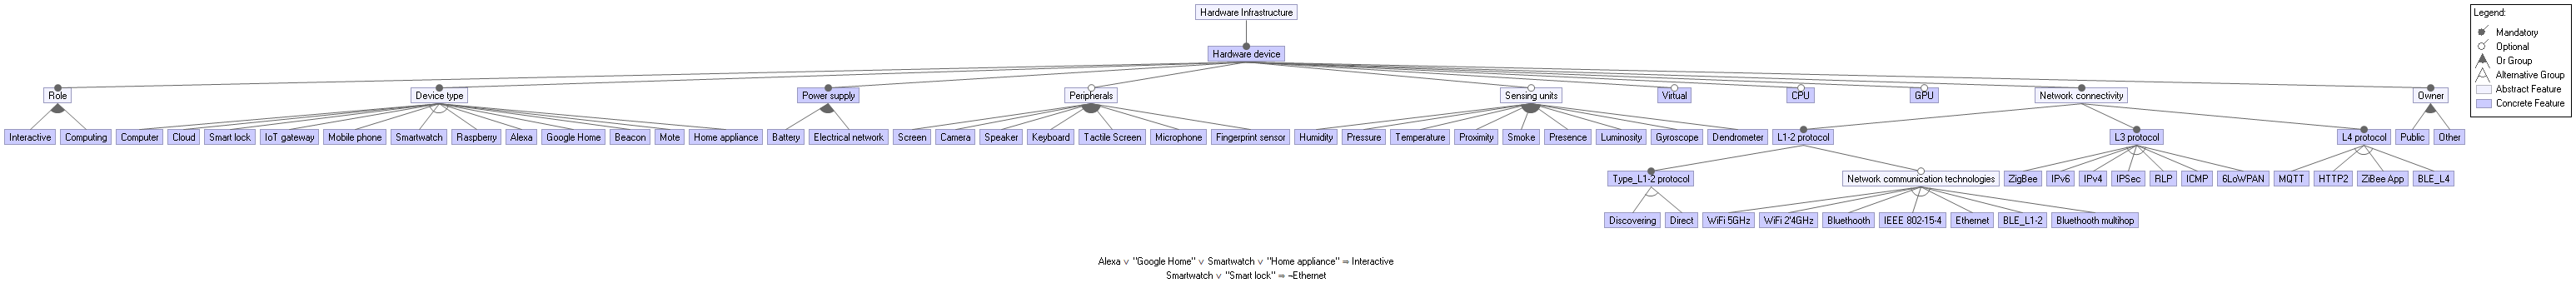 Hardware Infrastructure
Legend:
Mandatory
Optional
Or Group
Alternative Group
Abstract Feature
Concrete Feature
Hardware device
Role
Device type
Power supply
Peripherals
Sensing units
Virtual
CPU
GPU
Network connectivity
Owner
Interactive
Computing
Computer
Cloud
Smart lock
IoT gateway
Mobile phone
Smartwatch
Raspberry
Alexa
Google Home
Beacon
Mote
Home appliance
Battery
Electrical network
Screen
Camera
Speaker
Keyboard
Tactile Screen
Microphone
Fingerprint sensor
Humidity
Pressure
Temperature
Proximity
Smoke
Presence
Luminosity
Gyroscope
Dendrometer
L1-2 protocol
L3 protocol
L4 protocol
Public
Other
Type_L1-2 protocol
Network communication technologies
ZigBee
IPv6
IPv4
IPSec
RLP
ICMP
6LoWPAN
MQTT
HTTP2
ZiBee App
BLE_L4
Discovering
Direct
WiFi 5GHz
WiFi 2'4GHz
Bluethooth
IEEE 802-15-4
Ethernet
BLE_L1-2
Bluethooth multihop
Alexa ∨ "Google Home" ∨ Smartwatch ∨ "Home appliance" ⇒ Interactive
Smartwatch ∨ "Smart lock" ⇒ ¬Ethernet